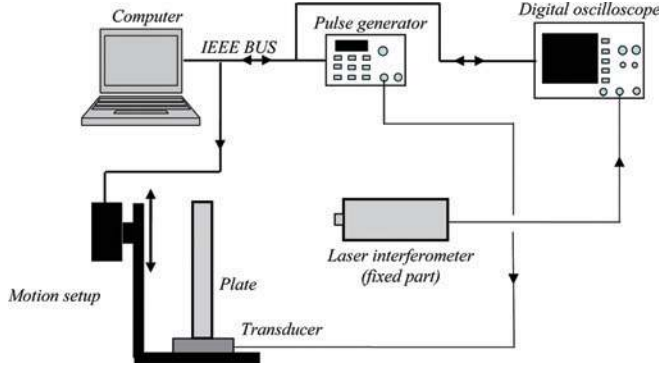 Computer
Pulse generator
Digital oscilloscope
IEEE BUS
Laser interferometer
(fixed part)
Motion setup
Plate
Transducer